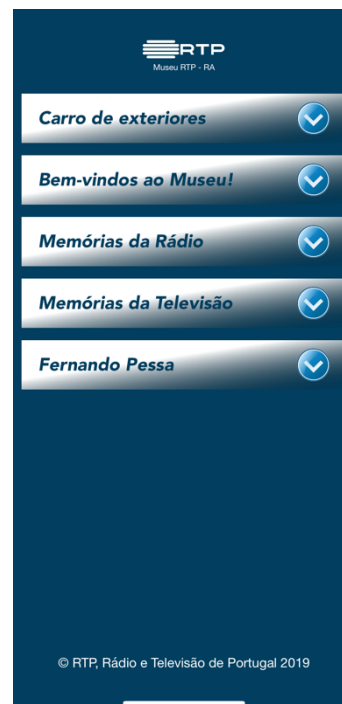 RTP
Museu RTP - RA
Carro de exteriores
Bem-vindos ao Museu!
Memórias da Rádio
Memórias da Televisão
Fernando Pessa
© RTP, Rádio e Televisão de Portugal 2019